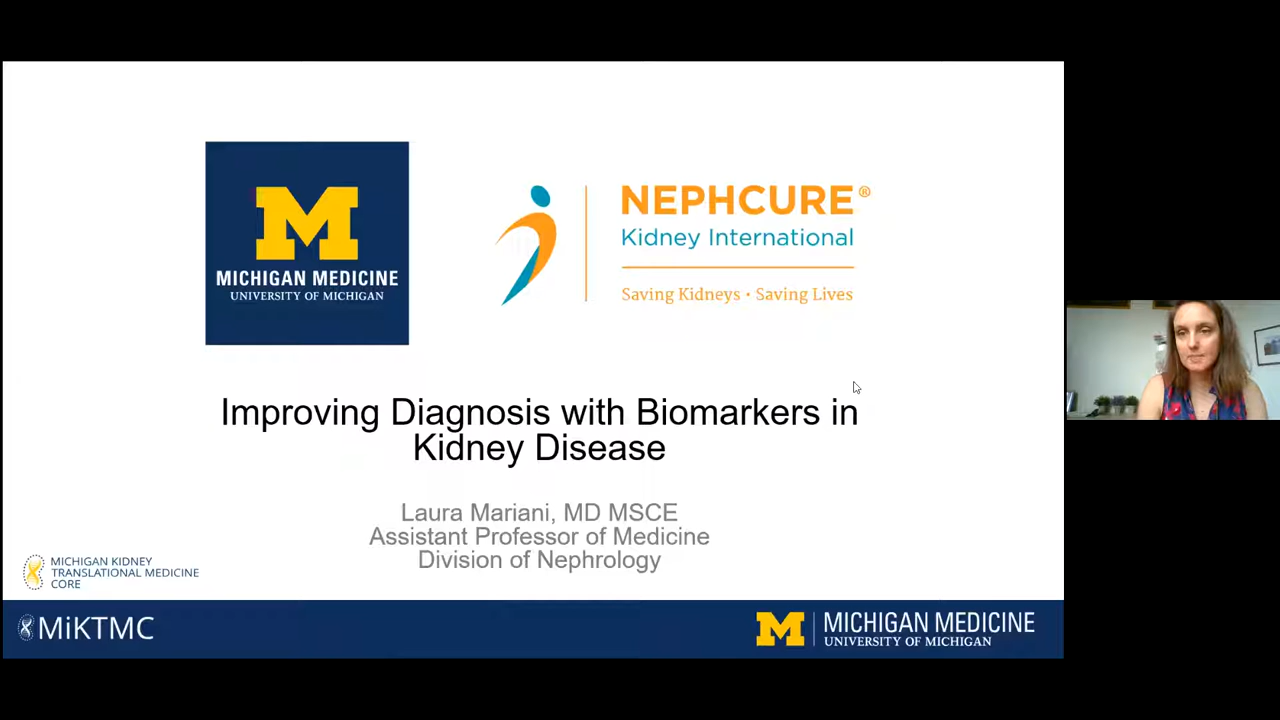 M
MICHIGAN MEDICINE
UNIVERSITY OF MICHIGAN
NEPHCURE®
Kidney International
Saving Kidneys • Saving Lives
Improving Diagnosis with Biomarkers in
Kidney Disease
Laura Mariani, MD MSCE
Assistant Professor of Medicine
Division of Nephrology
MICHIGAN KIDNEY
TRANSLATIONAL MEDICINE
CORE
MiKTMC
M
MICHIGAN MEDICINE
UNIVERSITY OF MICHIGAN